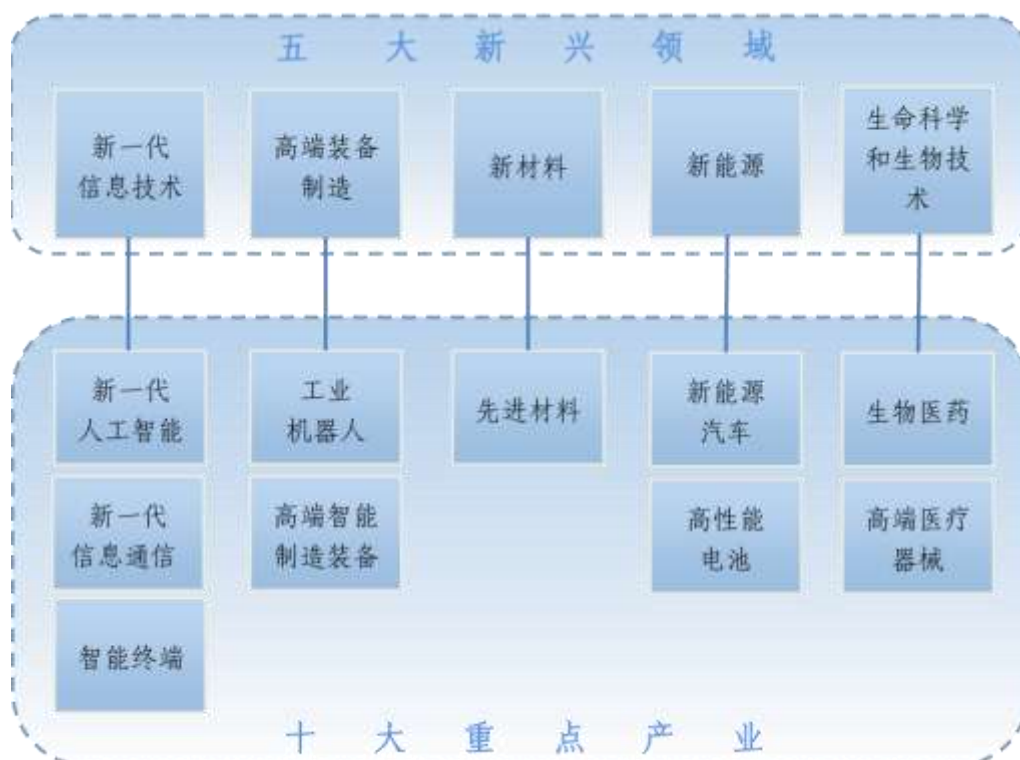 五大新兴领域
新一代
信息技术
高端装备
制造
新材料
新能源
生命科学
和生物技
术
新一代
人工智能
工业
机器人
先进材料
新能源
汽车
生物医药
新一代
信息通信
高端智能
制造装备
高性能
电池
高端医疗
器械
智能终端
十大重点产业